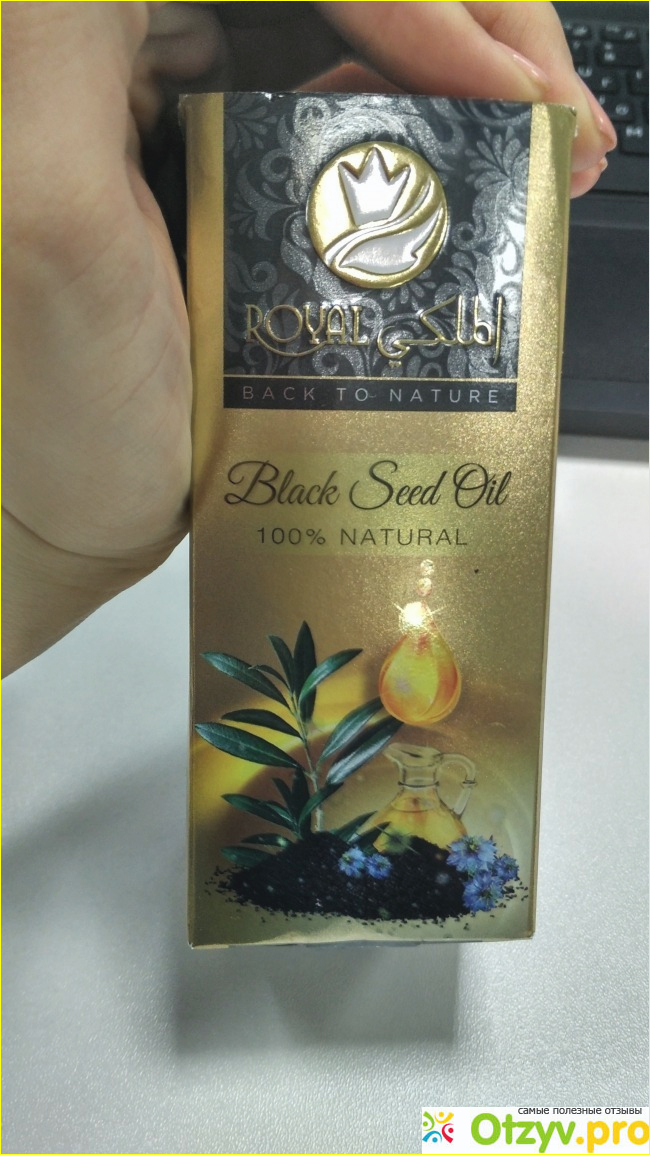 ROYAL الملكي
BACK TO NATURE
Black Seed Oil
100% NATURAL
самые полезные отзывы
Otzyv.pro